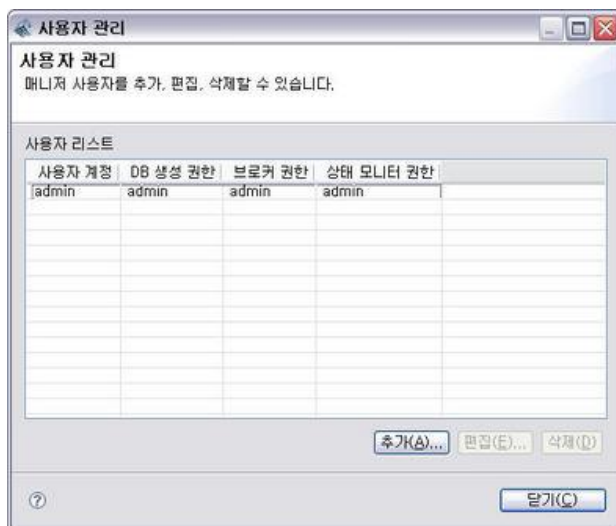 사용자 관리
사용자 관리
매니저 사용자를 추가, 편집, 삭제할 수 있습니다.
사용자 리스트
사용자 계정 DB 생성 권한 브로커 권한 상태 모니터 권한
admin admin admin admin
추가(A)... 편집(E)... 삭제(D)
? 닫기(C)